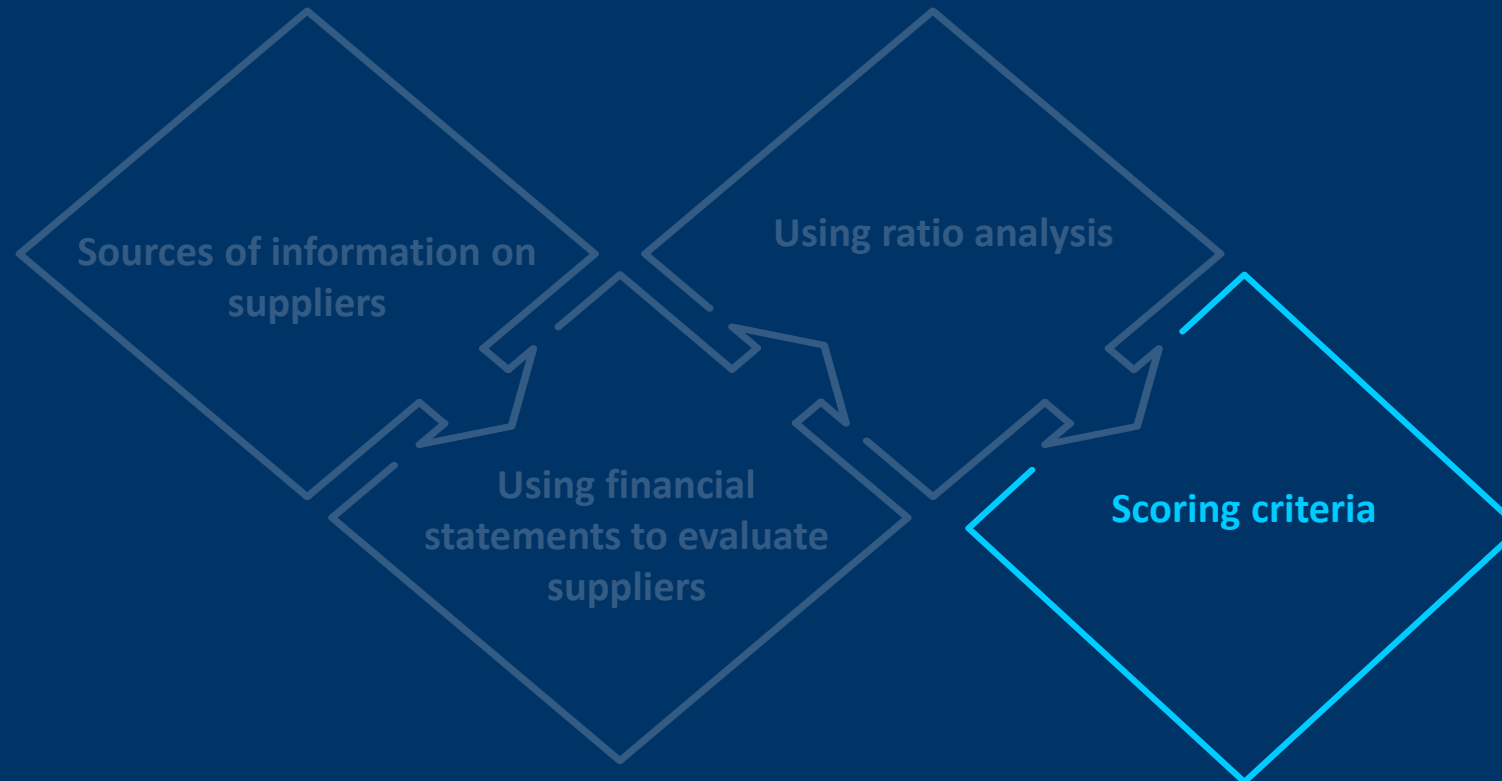 Sources of information on
suppliers
Using financial
statements to evaluate
suppliers
Using ratio analysis
Scoring criteria